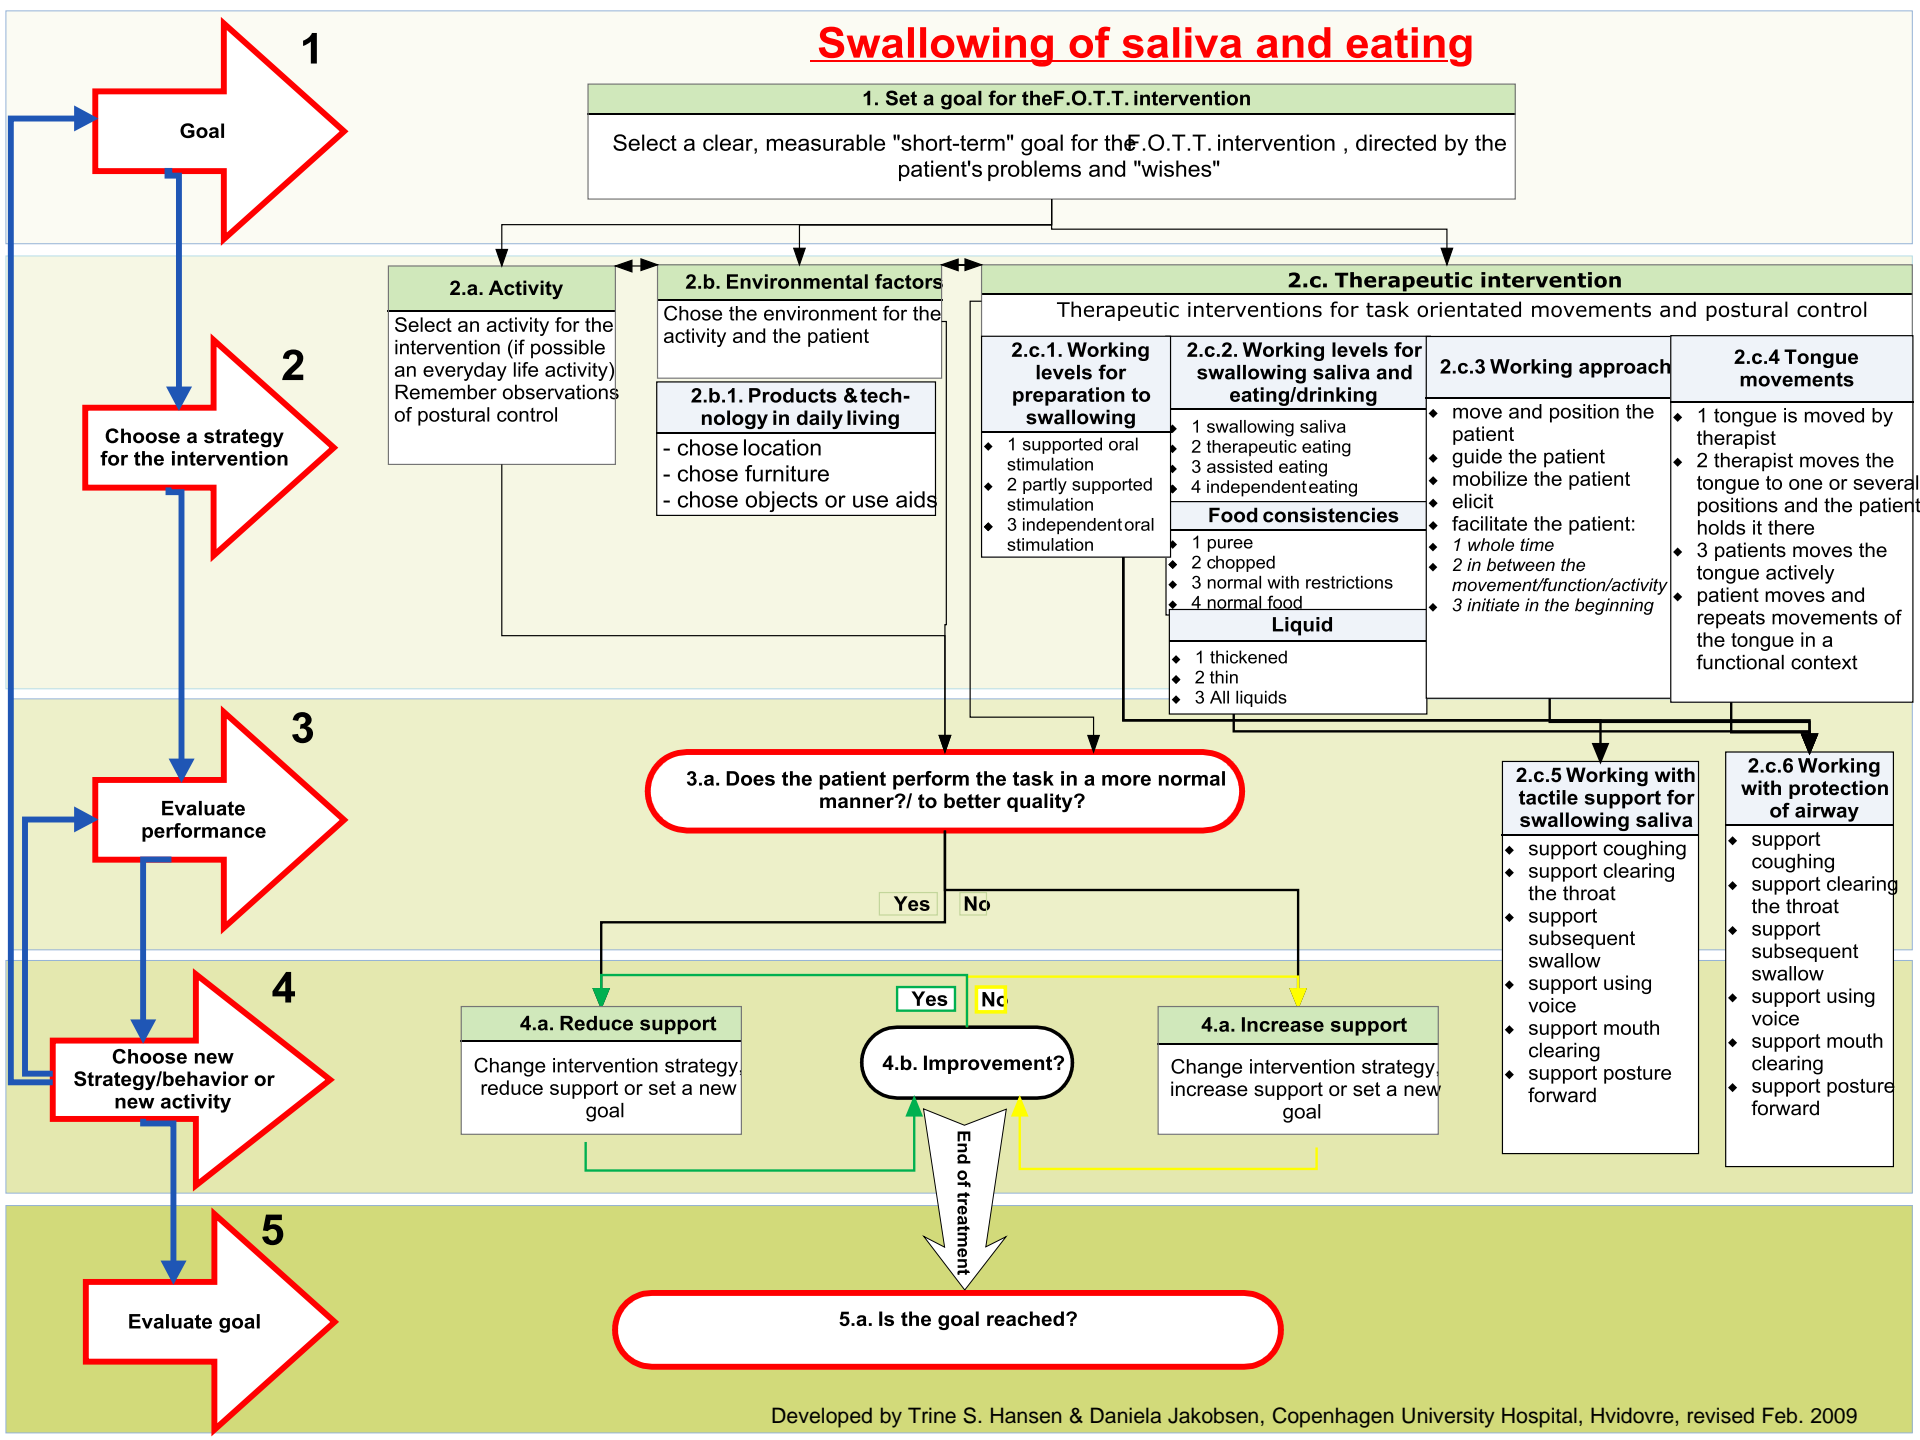 Swallowing of saliva and eating
1
Goal
1. Set a goal for theF.O.T.T. intervention
Select a clear, measurable "short-term" goal for the F.O.T.T. intervention , directed by the
patient's problems and "wishes"
2
Choose a strategy
for the intervention
2.a. Activity
Select an activity for the
intervention (if possible
an everyday life activity)
Remember observations
of postural control
2.b. Environmental factors
Chose the environment for the
activity and the patient
2.b.1. Products & tech-
nology in daily living
- chose location
- chose furniture
- chose objects or use aids
2.c. Therapeutic intervention
Therapeutic interventions for task orientated movements and postural control
2.c.1. Working
levels for
preparation to
swallowing
◆ 1 supported oral
stimulation
◆ 2 partly supported
stimulation
◆ 3 independent oral
stimulation
2.c.2. Working levels for
swallowing saliva and
eating/drinking
◆ 1 swallowing saliva
◆ 2 therapeutic eating
◆ 3 assisted eating
◆ 4 independent eating
Food consistencies
◆ 1 puree
◆ 2 chopped
◆ 3 normal with restrictions
◆ 4 normal food
Liquid
◆ 1 thickened
◆ 2 thin
◆ 3 All liquids
2.c.3 Working approach
◆ move and position the
patient
◆ guide the patient
◆ mobilize the patient
◆ elicit
◆ facilitate the patient:
◆ 1 whole time
◆ 2 in between the
movement/function/activity
◆ 3 initiate in the beginning
2.c.4 Tongue
movements
◆ 1 tongue is moved by
therapist
◆ 2 therapist moves the
tongue to one or several
positions and the patient
holds it there
◆ 3 patients moves the
tongue actively
◆ patient moves and
repeats movements of
the tongue in a
functional context
3
Evaluate
performance
3.a. Does the patient perform the task in a more normal
manner?/ to better quality?
Yes
No
2.c.5 Working with
tactile support for
swallowing saliva
◆ support coughing
◆ support clearing
the throat
◆ support
subsequent
swallow
◆ support using
voice
◆ support mouth
clearing
◆ support posture
forward
2.c.6 Working
with protection
of airway
◆ support
coughing
◆ support clearing
the throat
◆ support
subsequent
swallow
◆ support using
voice
◆ support mouth
clearing
◆ support posture
forward
4
Choose new
Strategy/behavior or
new activity
4.a. Reduce support
Change intervention strategy,
reduce support or set a new
goal
Yes
No
4.b. Improvement?
4.a. Increase support
Change intervention strategy,
increase support or set a new
goal
End of treatment
5
Evaluate goal
5.a. Is the goal reached?
Developed by Trine S. Hansen & Daniela Jakobsen, Copenhagen University Hospital, Hvidovre, revised Feb. 2009